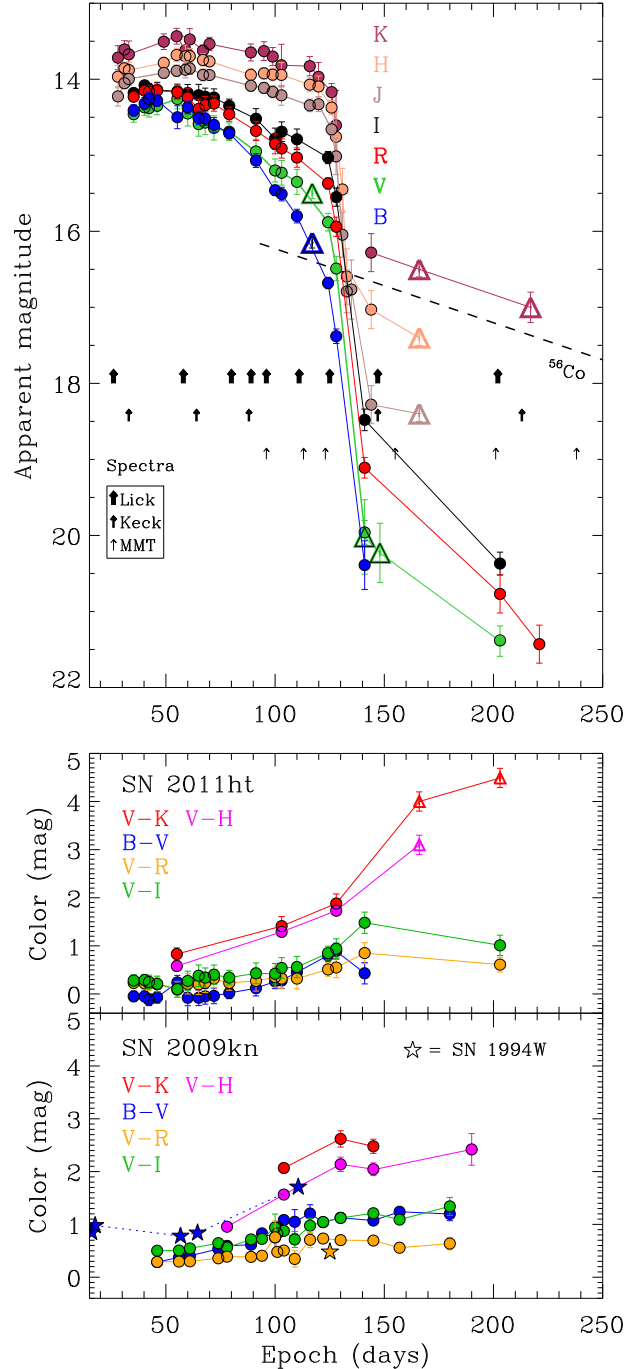 14
16
18
20
22
Apparent magnitude
K
H
J
I
R
V
B
⁵⁶Co
Spectra
Lick
Keck
MMT
50 100 150 200 250
5
4
3
2
1
0
Color (mag)
SN 2011ht
V-K V-H
B-V
V-R
V-I
5
4
3
2
1
0
Color (mag)
SN 2009kn
☆ = SN 1994W
V-K V-H
B-V
V-R
V-I
50 100 150 200 250
Epoch (days)